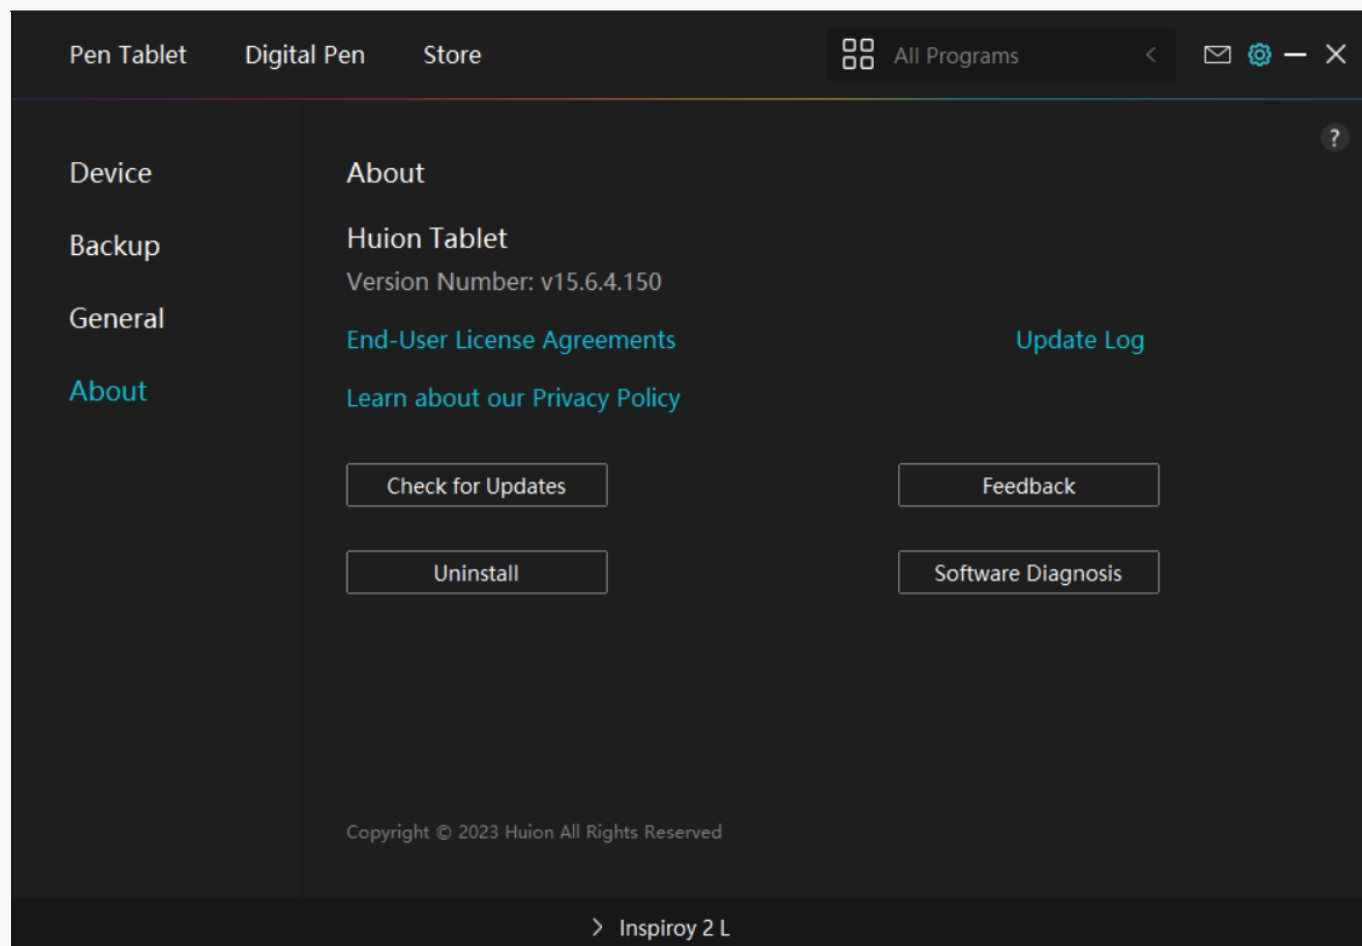 Pen Tablet Digital Pen Store All Programs
?
Device
Backup
General
About
About
Huion Tablet
Version Number: v15.6.4.150
End-User License Agreements Update Log
Learn about our Privacy Policy
Check for Updates Feedback
Uninstall Software Diagnosis
Copyright © 2023 Huion All Rights Reserved
Inspiroy 2 L